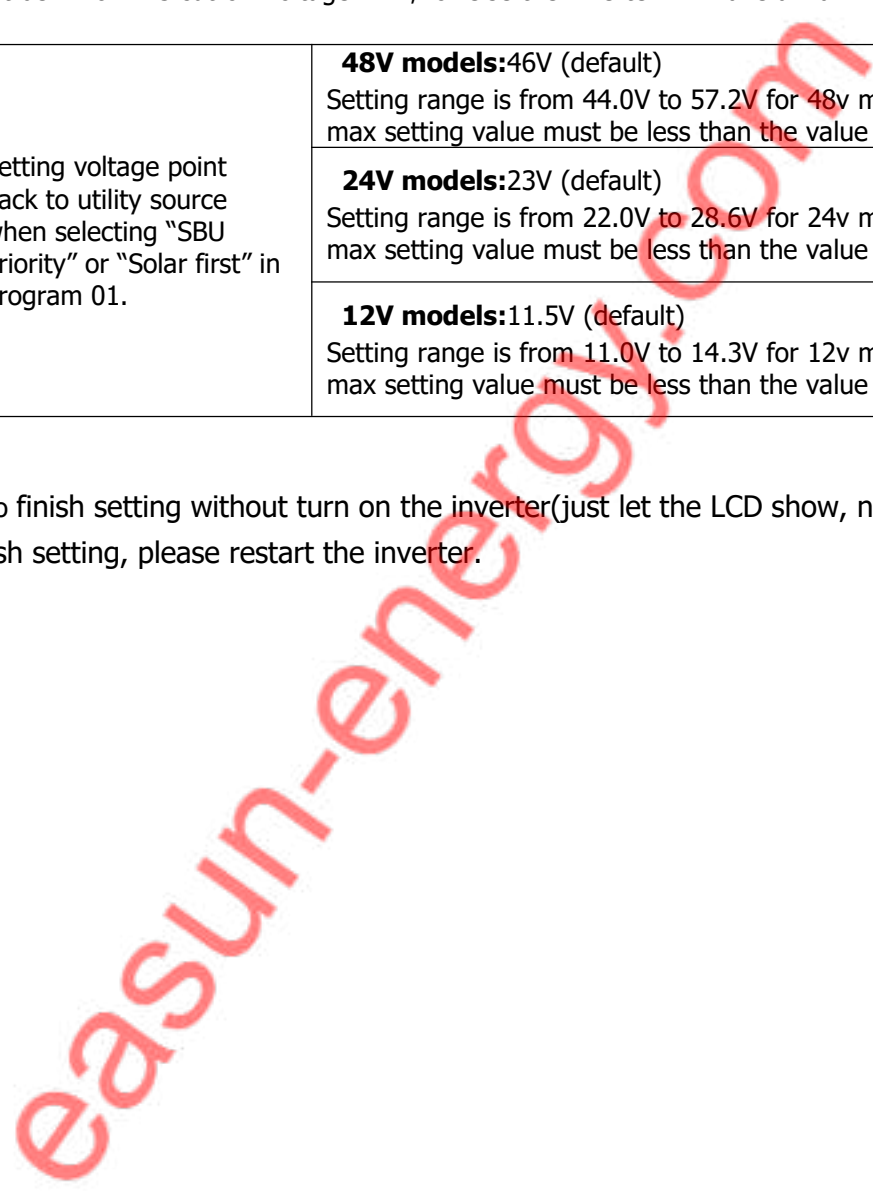 voltage
48V models:46V (default)
Setting range is from 44.0V to 57.2V for 48v
max setting value must be less than the value
etting voltage point
ack to utility source
hen selecting “SBU
riority” or “Solar first” in
rogram 01.
24V models:23V (default)
Setting range is from 22.0V to 28.6V for 24v
max setting value must be less than the value
12V models:11.5V (default)
Setting range is from 11.0V to 14.3V for 12v
max setting value must be less than the value
finish setting without turn on the inverter(just let the LCD show,
sh setting, please restart the inverter.
easun-energy.com